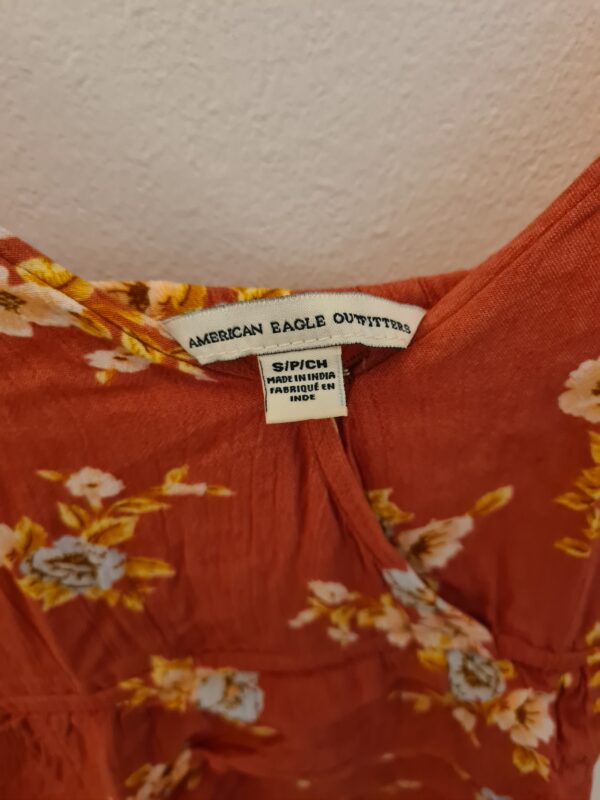 AMERICAN EAGLE OUTFITTERS
S/P/CH
MADE IN INDIA
FABRIQUÉ EN
INDE